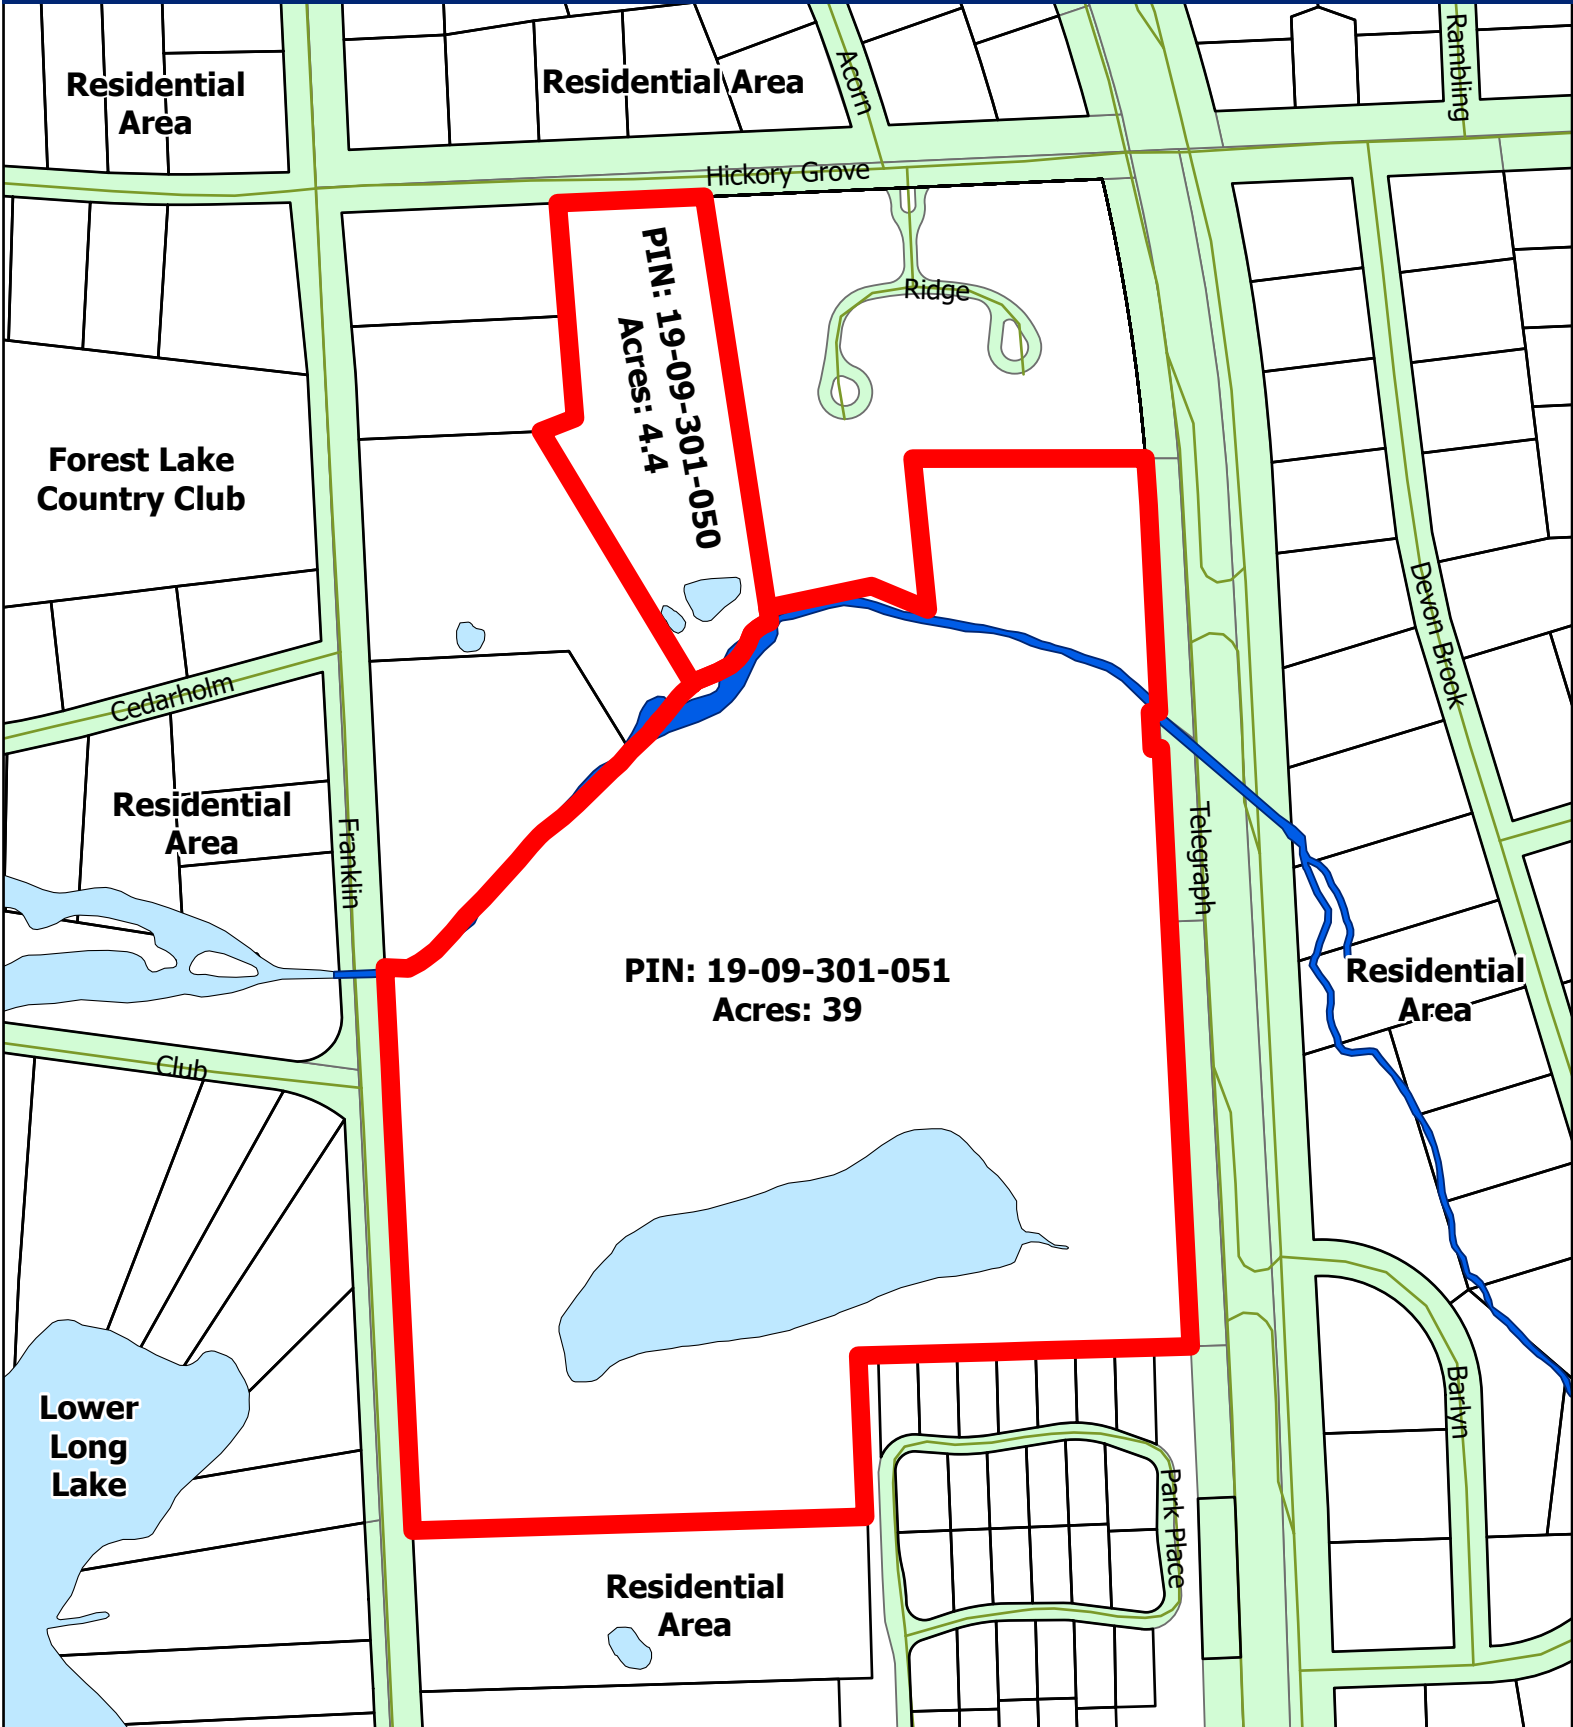 Residential
Area
Residential Area
Acorn
Rambling
Hickory Grove
PIN: 19-09-301-050
Acres: 4.4
Ridge
Forest Lake
Country Club
Devon Brook
Cedarholm
Residential
Area
Franklin
Telegraph
PIN: 19-09-301-051
Acres: 39
Residential
Area
Club
Lower
Long
Lake
Barlyn
Park Place
Residential
Area